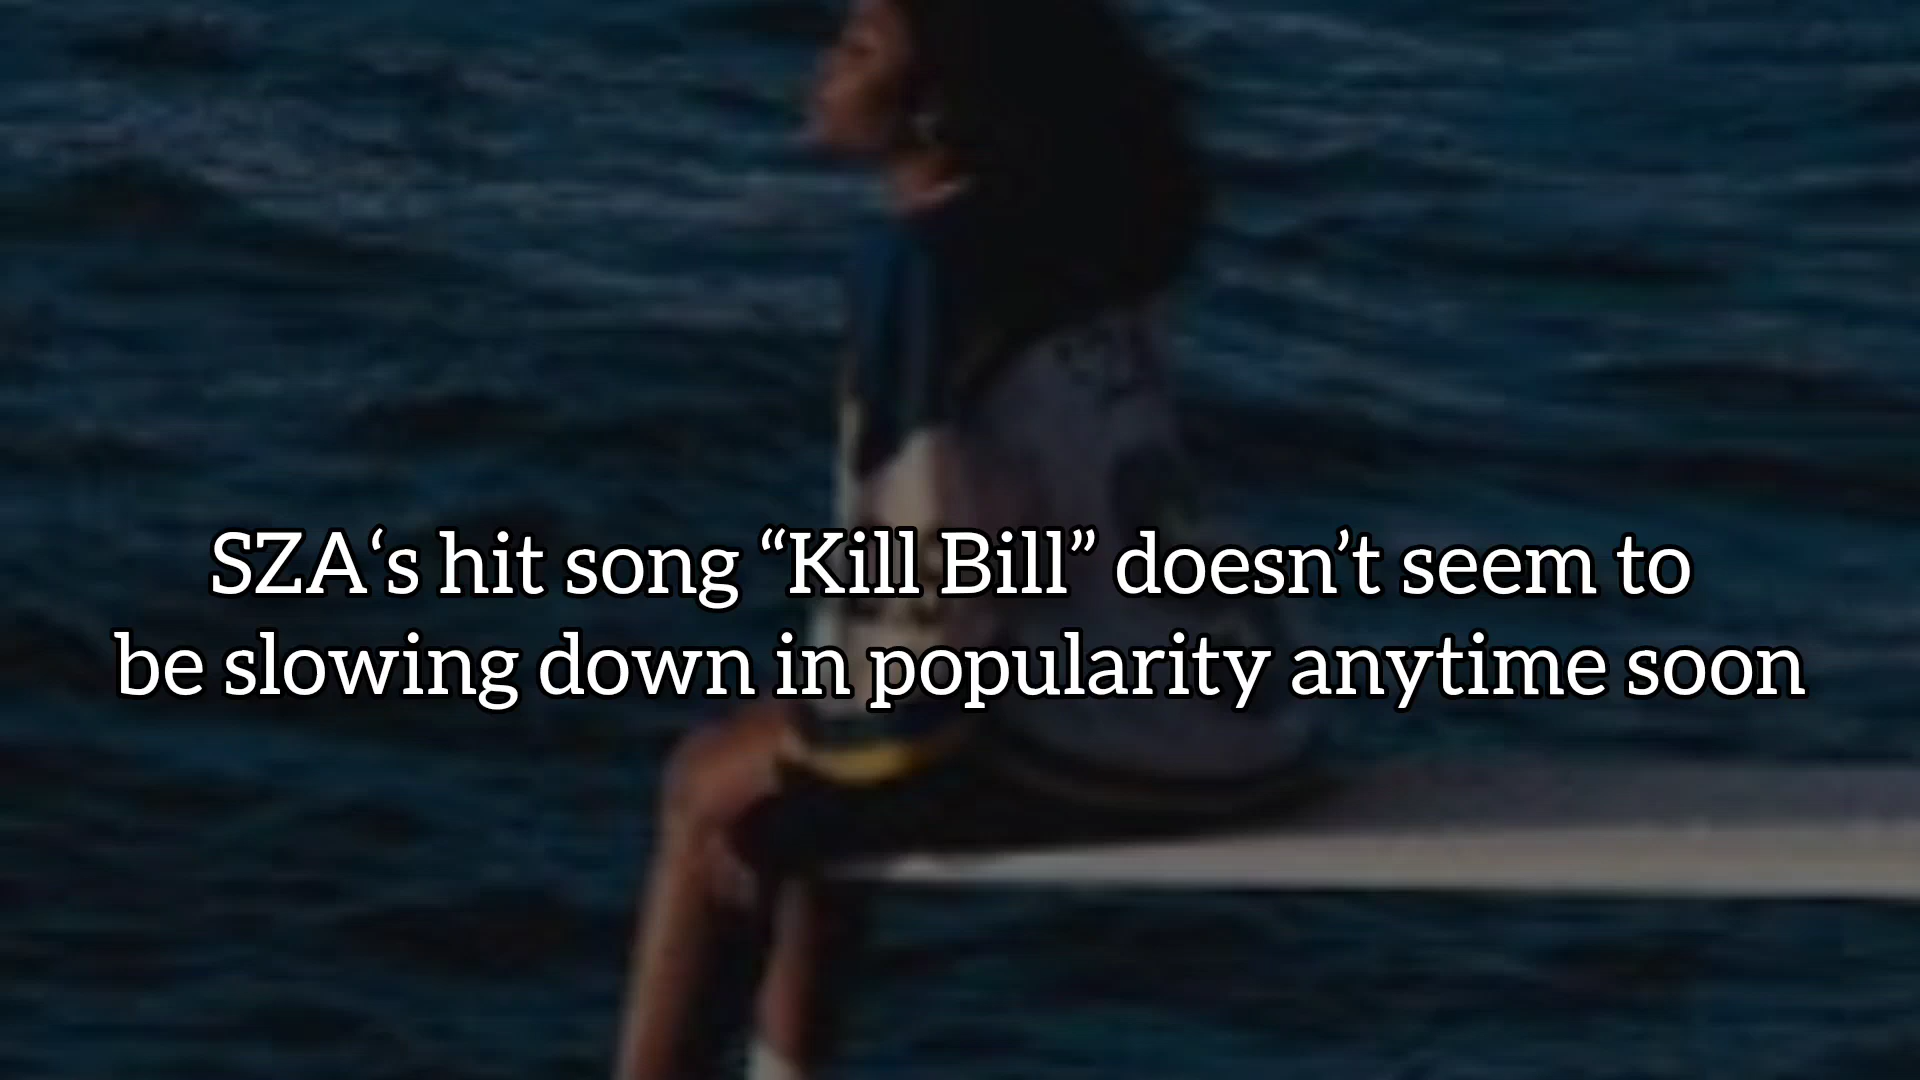 SZA‘s hit song “Kill Bill” doesn’t seem to
be slowing down in popularity anytime soon